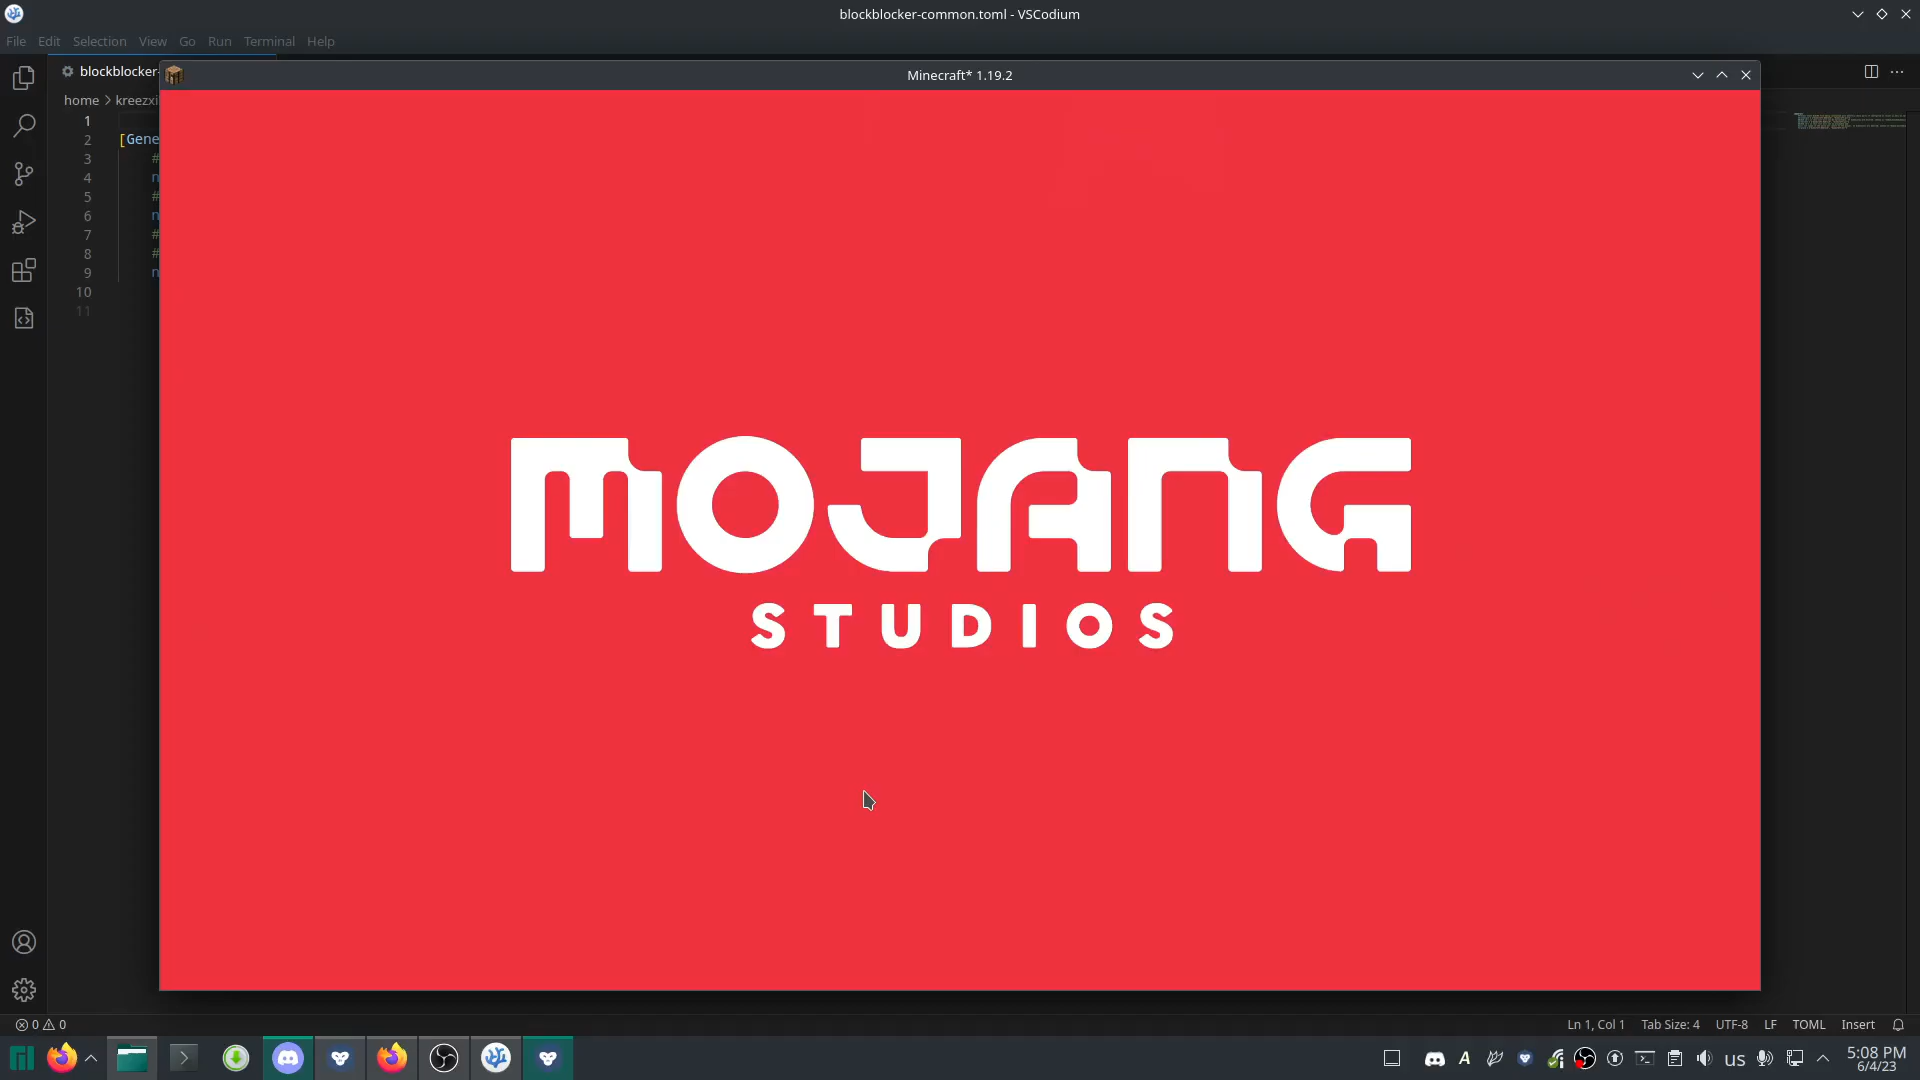 blockblocker-common.toml - VSCodium
File Edit Selection View Go Run Terminal Help
blockblocker-
Minecraft* 1.19.2
home > kreezxi
1
2 [Gene
3 #
4 n
5 #
6 n
7 #
8 #
9 n
10
11
MOJANG
STUDIOS
0 0
Ln 1, Col 1 Tab Size: 4 UTF-8 LF TOML Insert
us
5:08 PM
6/4/23